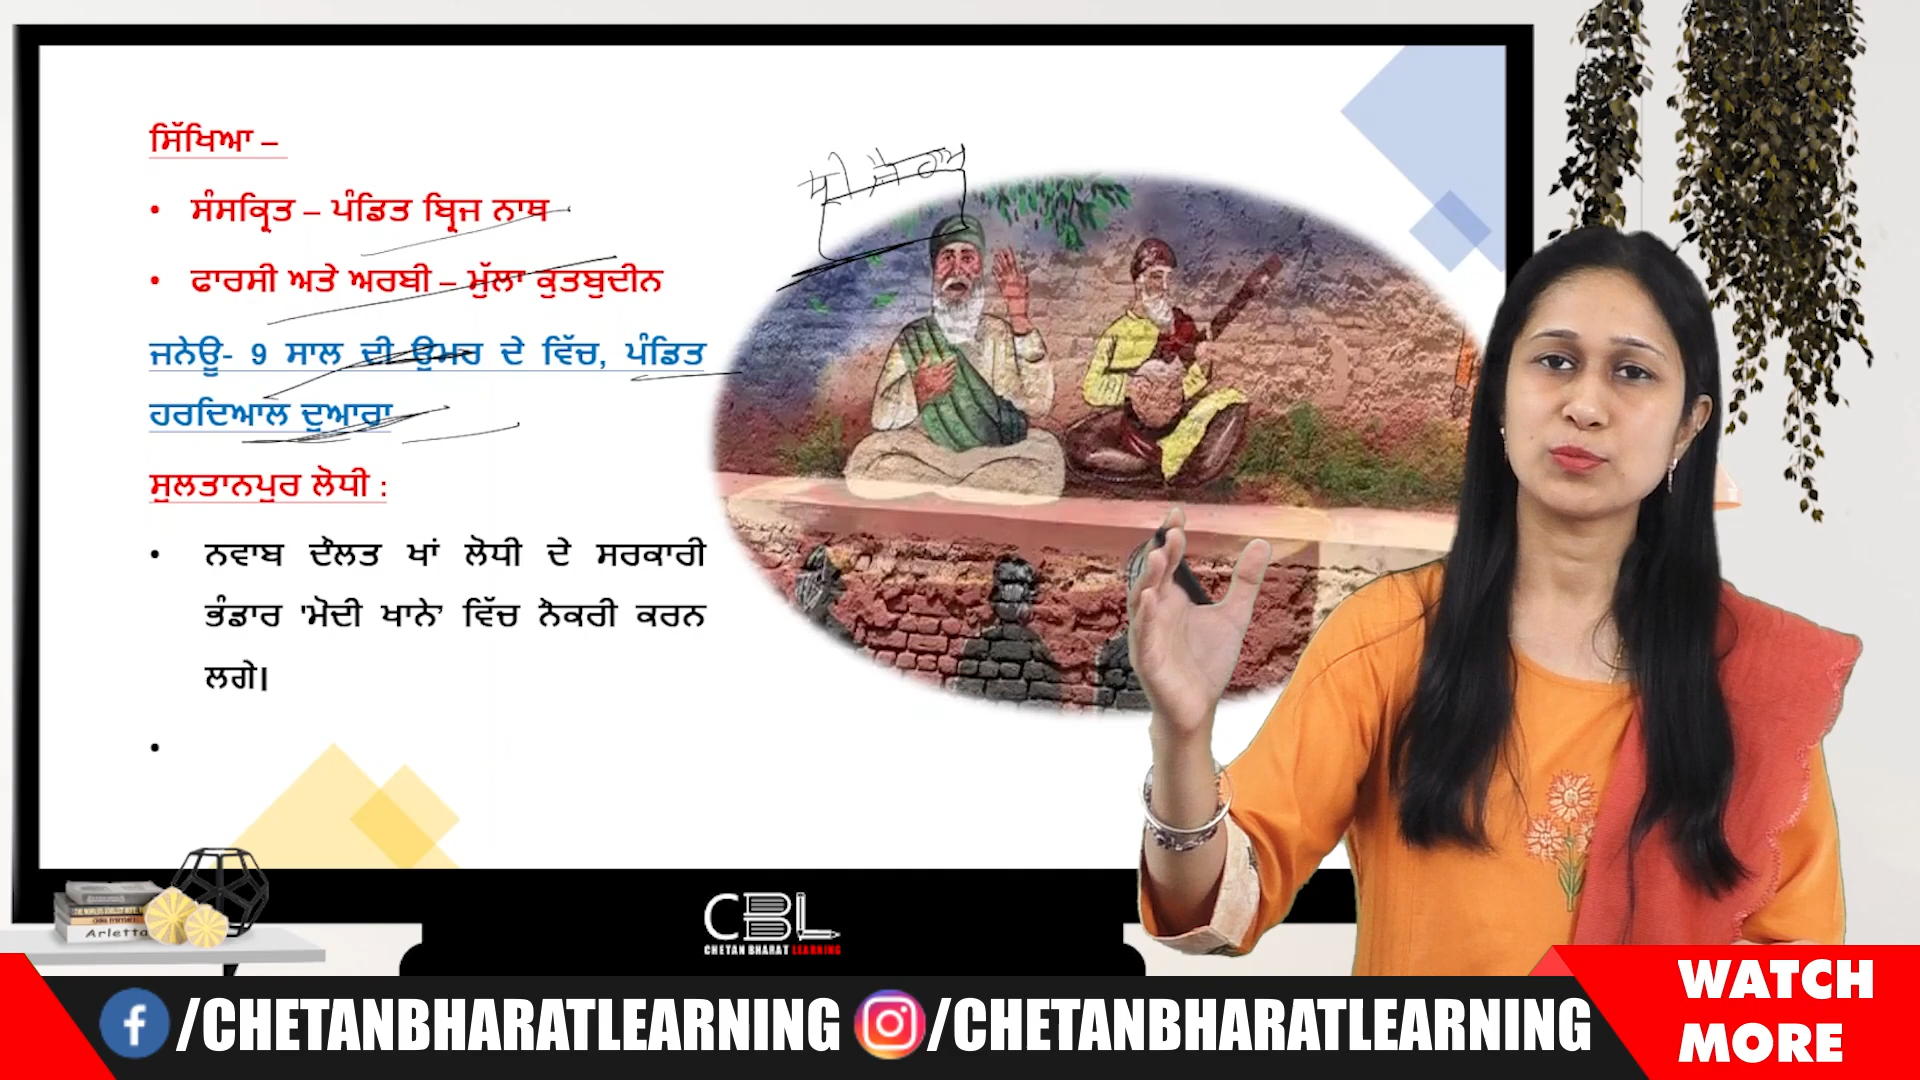 ਸਿੱਖਿਆ –
• ਸੰਸਕ੍ਰਿਤ – ਪੰਡਿਤ ਬ੍ਰਿਜ ਨਾਥ
• ਫਾਰਸੀ ਅਤੇ ਅਰਬੀ – ਮੁੱਲਾ ਕੁਤਬੁਦੀਨ
ਜਨੇਊ- 9 ਸਾਲ ਦੀ ਉਮਰ ਦੇ ਵਿੱਚ, ਪੰਡਿਤ
ਹਰਦਿਆਲ ਦੁਆਰਾ
ਸੁਲਤਾਨਪੁਰ ਲੋਧੀ :
• ਨਵਾਬ ਦੌਲਤ ਖਾਂ ਲੋਧੀ ਦੇ ਸਰਕਾਰੀ
ਭੰਡਾਰ 'ਮੋਦੀ ਖਾਨੇ' ਵਿੱਚ ਨੌਕਰੀ ਕਰਨ
ਲਗੇ।
•
Arletta
CBL
CHETAN BHARAT LEARNING
/CHETANBHARATLEARNING /CHETANBHARATLEARNING
WATCH
MORE